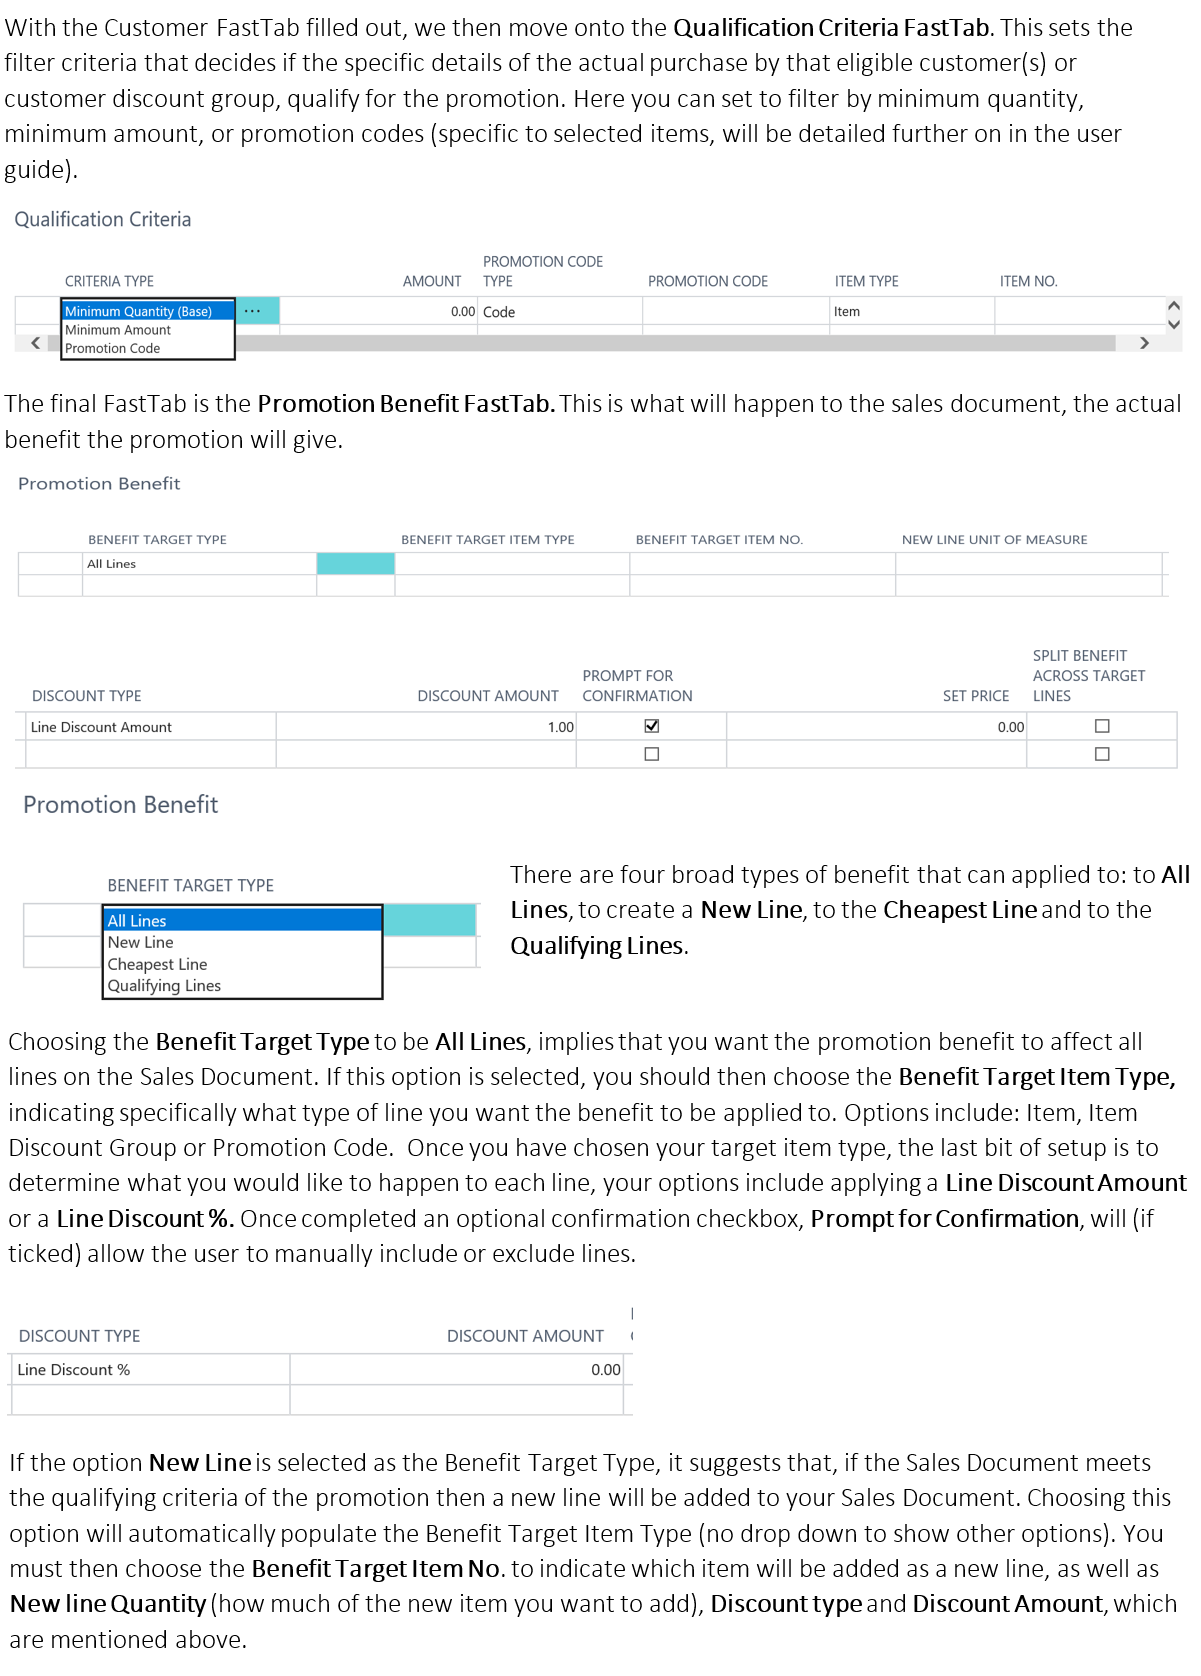 With the Customer FastTab filled out, we then move onto the Qualification Criteria FastTab. This sets the
filter criteria that decides if the specific details of the actual purchase by that eligible customer(s) or
customer discount group, qualify for the promotion. Here you can set to filter by minimum quantity,
minimum amount, or promotion codes (specific to selected items, will be detailed further on in the user
guide).
Qualification Criteria
CRITERIA TYPE AMOUNT PROMOTION CODE TYPE PROMOTION CODE ITEM TYPE ITEM NO.
Minimum Quantity (Base) ... 0.00 Code Item
Minimum Amount
Promotion Code
The final FastTab is the Promotion Benefit FastTab. This is what will happen to the sales document, the actual
benefit the promotion will give.
Promotion Benefit
BENEFIT TARGET TYPE BENEFIT TARGET ITEM TYPE BENEFIT TARGET ITEM NO. NEW LINE UNIT OF MEASURE
All Lines
DISCOUNT TYPE DISCOUNT AMOUNT PROMPT FOR CONFIRMATION SET PRICE SPLIT BENEFIT ACROSS TARGET LINES
Line Discount Amount 1.00 0.00
Promotion Benefit
BENEFIT TARGET TYPE
All Lines
New Line
Cheapest Line
Qualifying Lines
There are four broad types of benefit that can applied to: to All
Lines, to create a New Line, to the Cheapest Line and to the
Qualifying Lines.
Choosing the Benefit Target Type to be All Lines, implies that you want the promotion benefit to affect all
lines on the Sales Document. If this option is selected, you should then choose the Benefit Target Item Type,
indicating specifically what type of line you want the benefit to be applied to. Options include: Item, Item
Discount Group or Promotion Code. Once you have chosen your target item type, the last bit of setup is to
determine what you would like to happen to each line, your options include applying a Line Discount Amount
or a Line Discount %. Once completed an optional confirmation checkbox, Prompt for Confirmation, will (if
ticked) allow the user to manually include or exclude lines.
DISCOUNT TYPE DISCOUNT AMOUNT
Line Discount % 0.00
If the option New Line is selected as the Benefit Target Type, it suggests that, if the Sales Document meets
the qualifying criteria of the promotion then a new line will be added to your Sales Document. Choosing this
option will automatically populate the Benefit Target Item Type (no drop down to show other options). You
must then choose the Benefit Target Item No. to indicate which item will be added as a new line, as well as
New line Quantity (how much of the new item you want to add), Discount type and Discount Amount, which
are mentioned above.